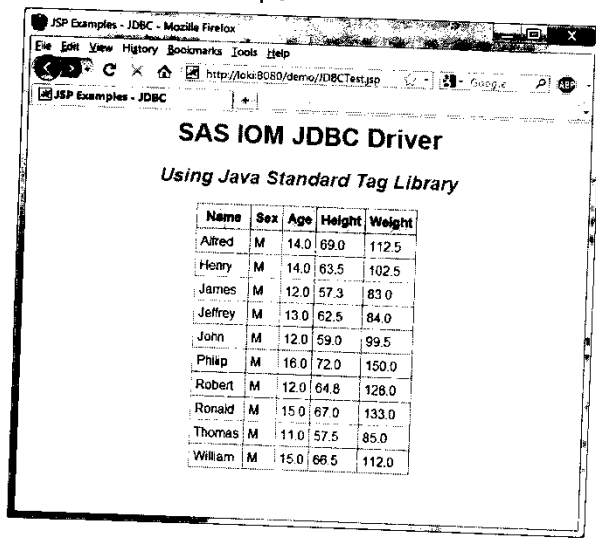 JSP Examples - JDBC - Mozilla Firefox
File Edit View History Bookmarks Tools Help
http://loki:8080/demo/JDBCTest.jsp
ABP
JSP Examples - JDBC
SAS IOM JDBC Driver
Using Java Standard Tag Library
Name Sex Age Height Weight
Alfred M 14.0 69.0 112.5
Henry M 14.0 63.5 102.5
James M 12.0 57.3 83.0
Jeffrey M 13.0 62.5 84.0
John M 12.0 59.0 99.5
Philip M 16.0 72.0 150.0
Robert M 12.0 64.8 128.0
Ronald M 15.0 67.0 133.0
Thomas M 11.0 57.5 85.0
William M 15.0 66.5 112.0